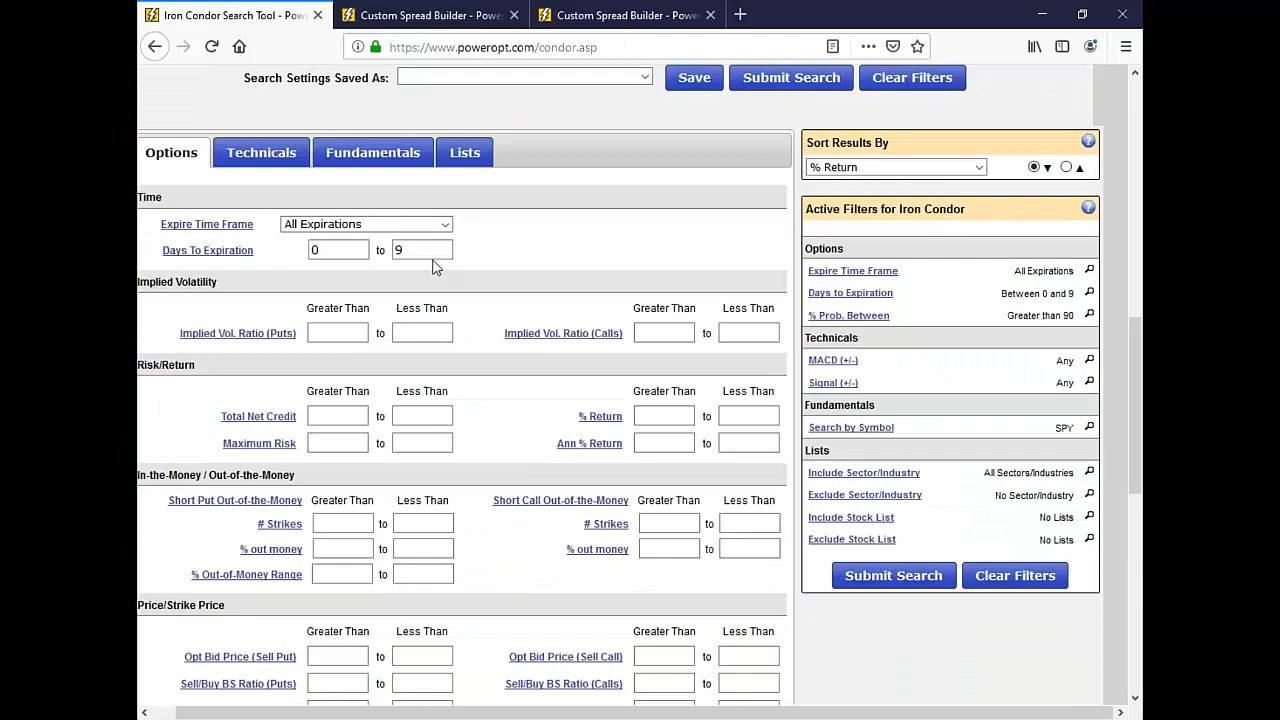 Iron Condor Search Tool - Pow
Custom Spread Builder - Powe
Custom Spread Builder - Powe
https://www.poweropt.com/condor.asp
Search Settings Saved As:
Save
Submit Search
Clear Filters
Options
Technicals
Fundamentals
Lists
Time
Expire Time Frame All Expirations
Days To Expiration 0 to 9
Implied Volatility
Greater Than Less Than Greater Than Less Than
Implied Vol. Ratio (Puts) to Implied Vol. Ratio (Calls) to
Risk/Return
Greater Than Less Than Greater Than Less Than
Total Net Credit to % Return to
Maximum Risk to Ann % Return to
In-the-Money / Out-of-the-Money
Short Put Out-of-the-Money Greater Than Less Than Short Call Out-of-the-Money Greater Than Less Than
# Strikes to # Strikes to
% out money to % out money to
% Out-of-Money Range to
Price/Strike Price
Greater Than Less Than Greater Than Less Than
Opt Bid Price (Sell Put) to Opt Bid Price (Sell Call) to
Sell/Buy BS Ratio (Puts) to Sell/Buy BS Ratio (Calls) to
Sort Results By
% Return
Active Filters for Iron Condor
Options
Expire Time Frame All Expirations
Days to Expiration Between 0 and 9
% Prob. Between Greater than 90
Technicals
MACD (+/-) Any
Signal (+/-) Any
Fundamentals
Search by Symbol SPY
Lists
Include Sector/Industry All Sectors/Industries
Exclude Sector/Industry No Sector/Industry
Include Stock List No Lists
Exclude Stock List No Lists
Submit Search
Clear Filters